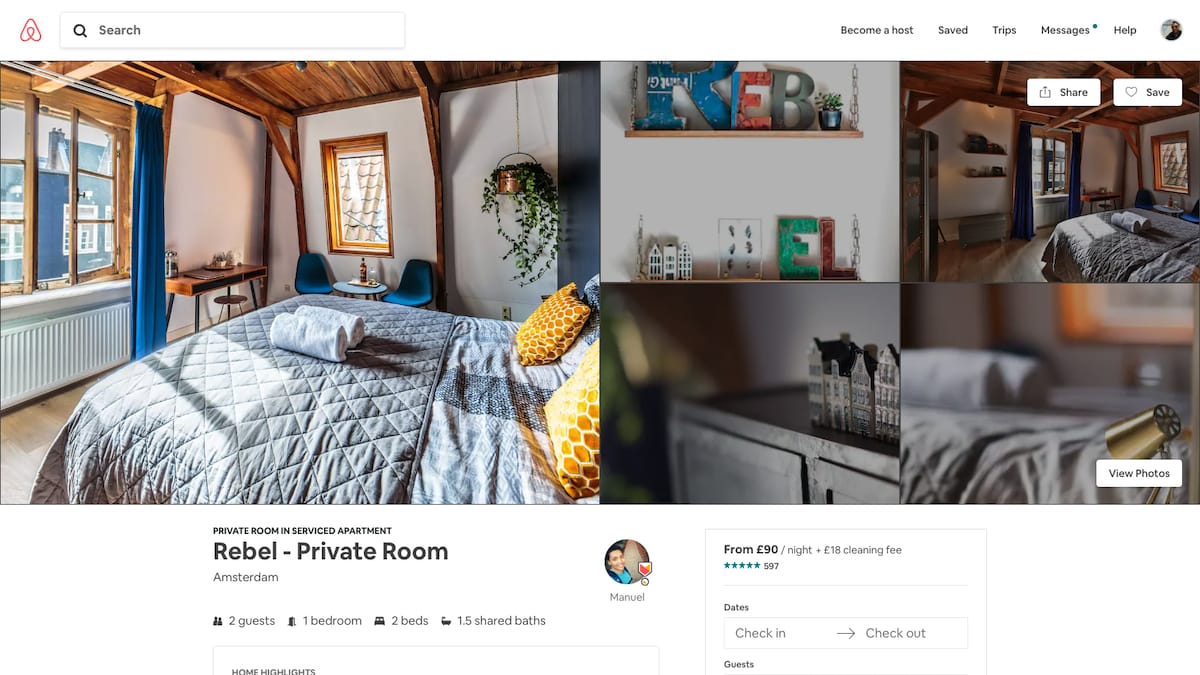 Search
Become a host
Saved
Trips
Messages
Help
Share
Save
REB
EL
View Photos
PRIVATE ROOM IN SERVICED APARTMENT
Rebel - Private Room
Amsterdam
Manuel
2 guests
1 bedroom
2 beds
1.5 shared baths
HOME HIGHLIGHTS
From £90 / night + £18 cleaning fee
597
Dates
Check in
Check out
Guests